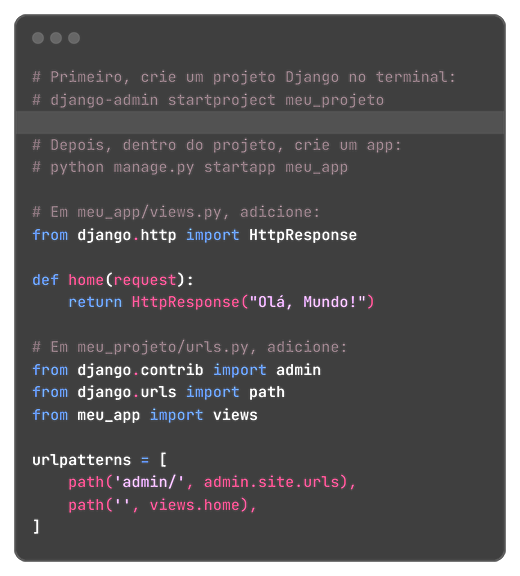 # Primeiro, crie um projeto Django no terminal:
# django-admin startproject meu_projeto
# Depois, dentro do projeto, crie um app:
# python manage.py startapp meu_app
# Em meu_app/views.py, adicione:
from django.http import HttpResponse
def home(request):
    return HttpResponse("Olá, Mundo!")
# Em meu_projeto/urls.py, adicione:
from django.contrib import admin
from django.urls import path
from meu_app import views
urlpatterns = [
    path('admin/', admin.site.urls),
    path('', views.home),
]